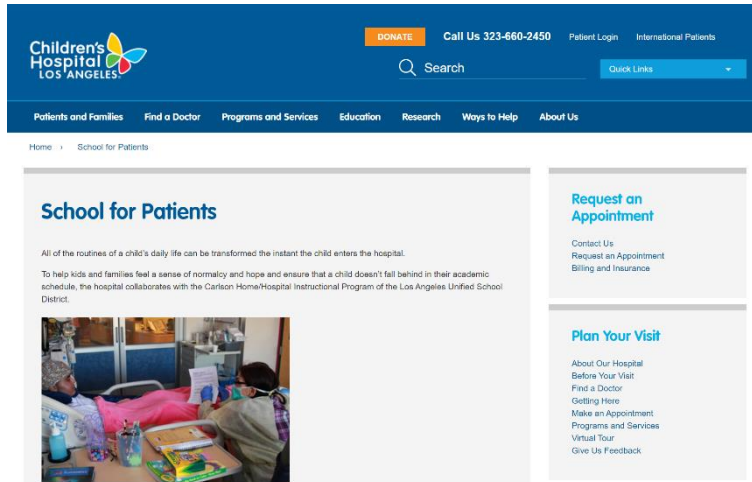 Children's
Hospital
LOS ANGELES
DONATE
Call Us 323-660-2450
Patient Login
International Patients
Search
Quick Links
Patients and Families
Find a Doctor
Programs and Services
Education
Research
Ways to Help
About Us
Home › School for Patients
School for Patients
All of the routines of a child's daily life can be transformed the instant the child enters the hospital.
To help kids and families feel a sense of normalcy and hope and ensure that a child doesn't fall behind in their academic
schedule, the hospital collaborates with the Carlson Home/Hospital Instructional Program of the Los Angeles Unified School
District.
Request an
Appointment
Contact Us
Request an Appointment
Billing and Insurance
Plan Your Visit
About Our Hospital
Before Your Visit
Find a Doctor
Getting Here
Make an Appointment
Programs and Services
Virtual Tour
Give Us Feedback